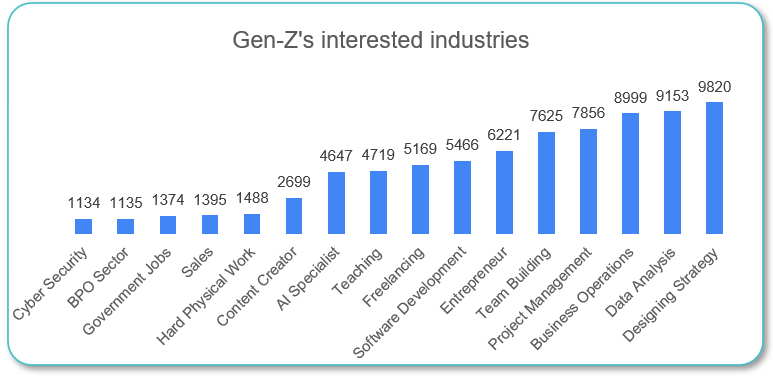 Gen-Z's interested industries
1134
1135
1374
1395
1488
2699
4647
4719
5169
5466
6221
7625
7856
8999
9153
9820
Cyber Security
BPO Sector
Government Jobs
Sales
Hard Physical Work
Content Creator
AI Specialist
Teaching
Freelancing
Software Development
Entrepreneur
Team Building
Project Management
Business Operations
Data Analysis
Designing Strategy